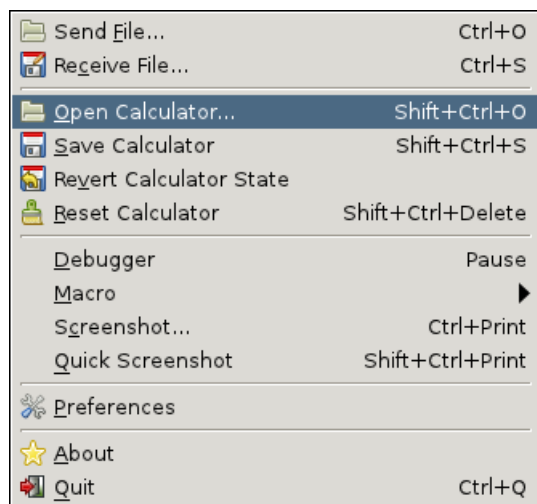 Send File... Ctrl+O
Receive File... Ctrl+S
Open Calculator... Shift+Ctrl+O
Save Calculator Shift+Ctrl+S
Revert Calculator State
Reset Calculator Shift+Ctrl+Delete
Debugger Pause
Macro
Screenshot... Ctrl+Print
Quick Screenshot Shift+Ctrl+Print
Preferences
About
Quit Ctrl+Q